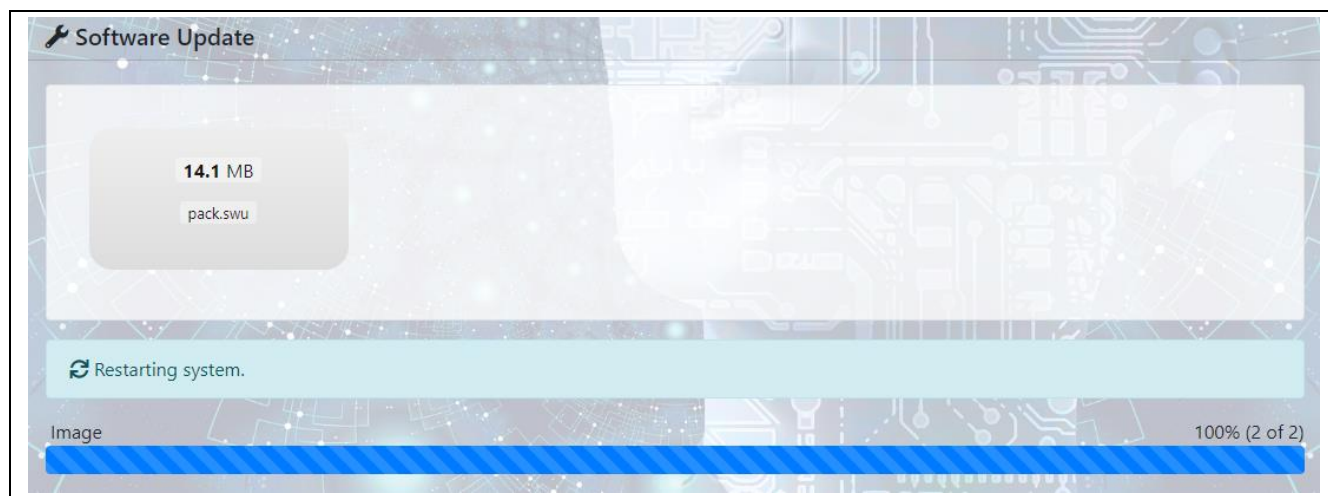 Software Update
14.1 MB
pack.swu
Restarting system.
Image 100% (2 of 2)